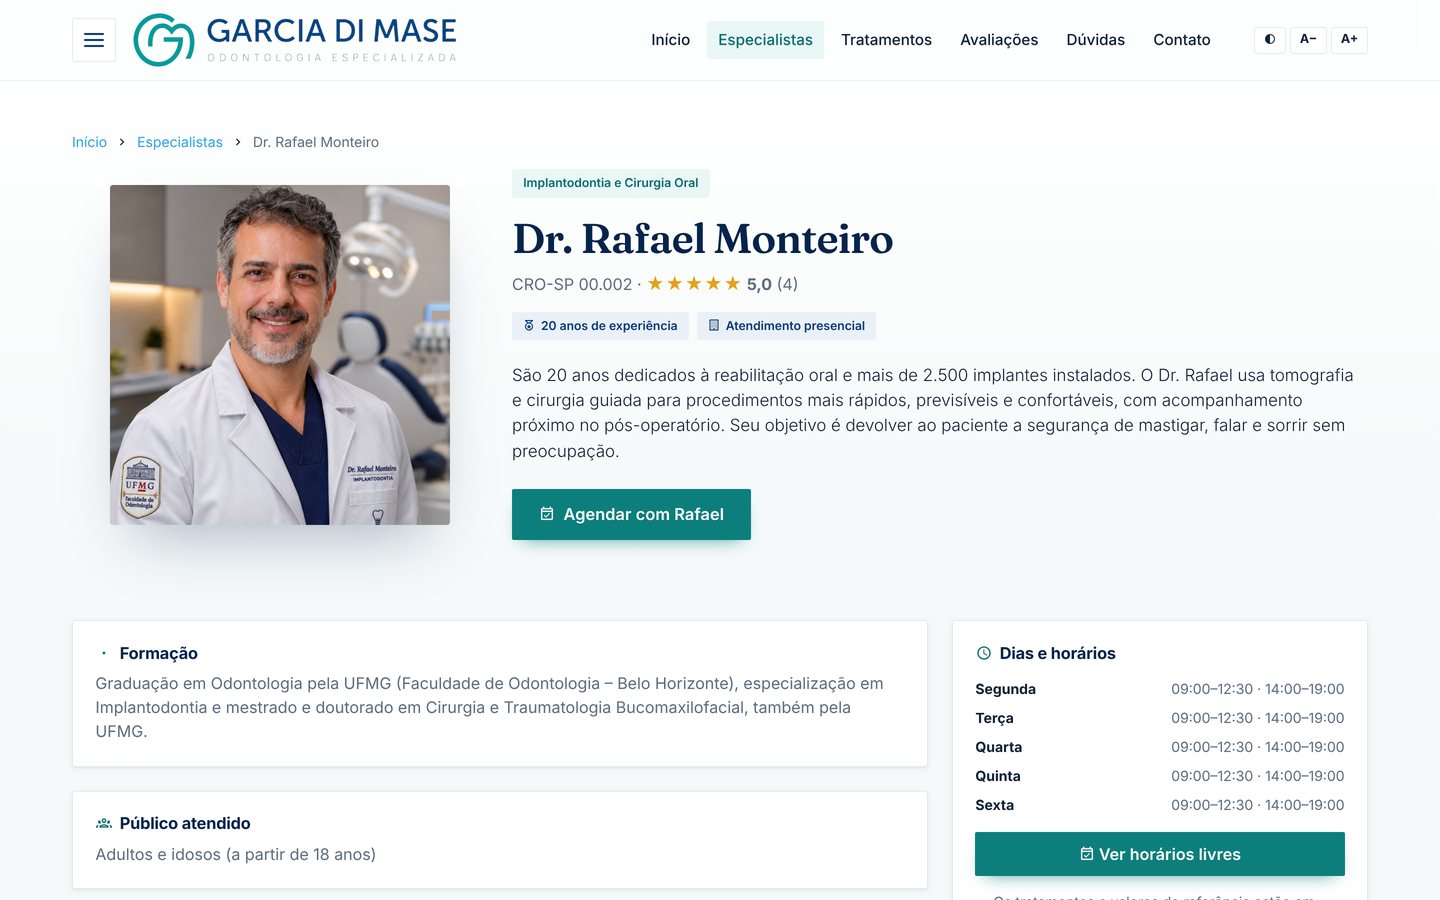 GARCIA DI MASE
ODONTOLOGIA ESPECIALIZADA
Início
Especialistas
Tratamentos
Avaliações
Dúvidas
Contato
A−
A+
Início › Especialistas › Dr. Rafael Monteiro
UFMG
Faculdade de
Odontologia
Dr. Rafael Monteiro
IMPLANTODONTIA
Implantodontia e Cirurgia Oral
Dr. Rafael Monteiro
CRO-SP 00.002 · ★★★★★ 5,0 (4)
20 anos de experiência
Atendimento presencial
São 20 anos dedicados à reabilitação oral e mais de 2.500 implantes instalados. O Dr. Rafael usa tomografia
e cirurgia guiada para procedimentos mais rápidos, previsíveis e confortáveis, com acompanhamento
próximo no pós-operatório. Seu objetivo é devolver ao paciente a segurança de mastigar, falar e sorrir sem
preocupação.
Agendar com Rafael
Formação
Graduação em Odontologia pela UFMG (Faculdade de Odontologia – Belo Horizonte), especialização em
Implantodontia e mestrado e doutorado em Cirurgia e Traumatologia Bucomaxilofacial, também pela
UFMG.
Público atendido
Adultos e idosos (a partir de 18 anos)
Dias e horários
Segunda 09:00–12:30 · 14:00–19:00
Terça 09:00–12:30 · 14:00–19:00
Quarta 09:00–12:30 · 14:00–19:00
Quinta 09:00–12:30 · 14:00–19:00
Sexta 09:00–12:30 · 14:00–19:00
Ver horários livres